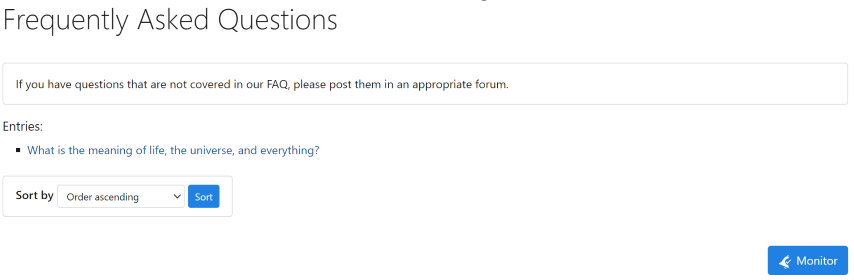 Frequently Asked Questions
If you have questions that are not covered in our FAQ, please post them in an appropriate forum.
Entries:
What is the meaning of life, the universe, and everything?
Sort by Order ascending Sort
Monitor